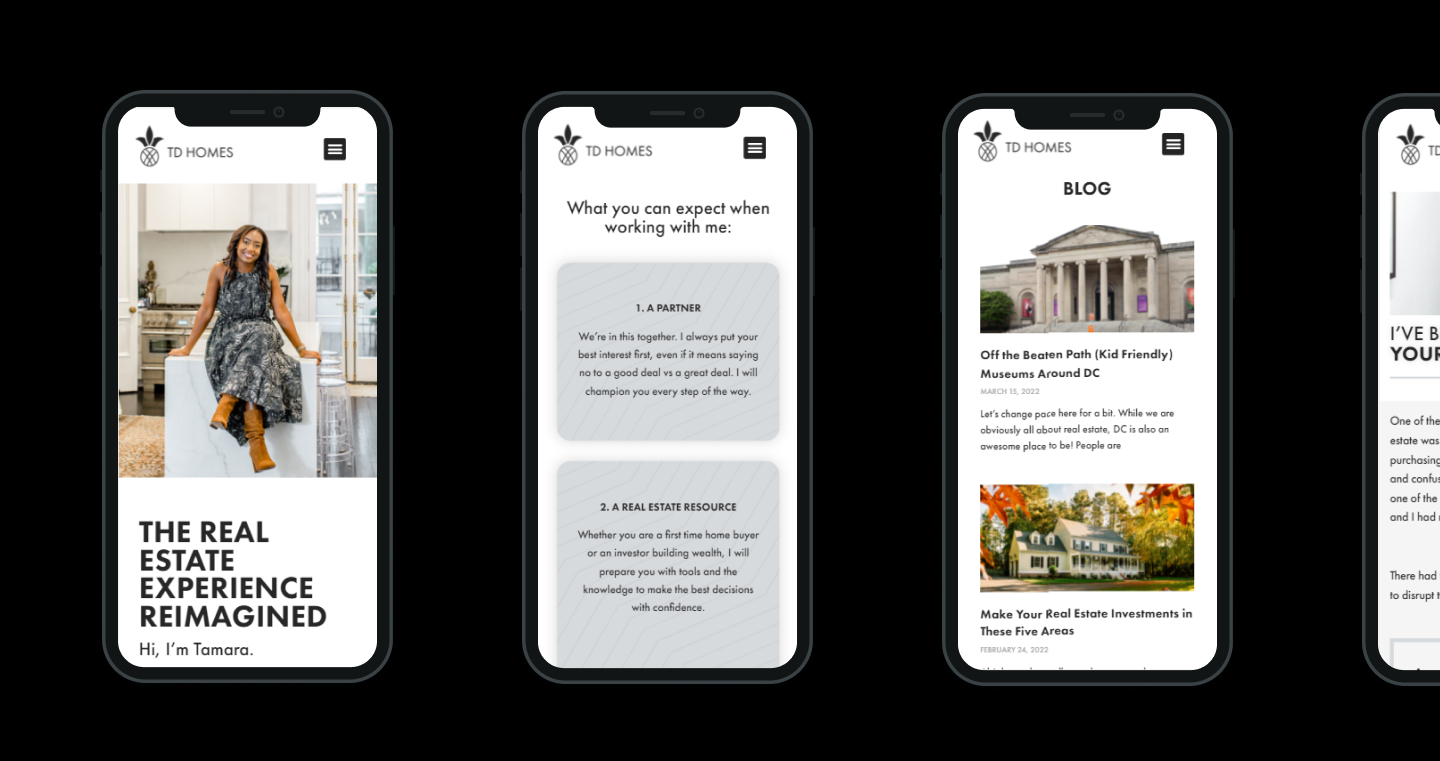 TD HOMES
THE REAL
ESTATE
EXPERIENCE
REIMAGINED
Hi, I'm Tamara.
TD HOMES
What you can expect when
working with me:
1. A PARTNER
We're in this together. I always put your
best interest first, even if it means saying
no to a good deal vs a great deal. I will
champion you every step of the way.
2. A REAL ESTATE RESOURCE
Whether you are a first time home buyer
or an investor building wealth, I will
prepare you with tools and the
knowledge to make the best decisions
with confidence.
TD HOMES
BLOG
Off the Beaten Path (Kid Friendly)
Museums Around DC
MARCH 15, 2022
Let's change pace here for a bit. While we are
obviously all about real estate, DC is also an
awesome place to be! People are
Make Your Real Estate Investments in
These Five Areas
FEBRUARY 24, 2022
I'VE B
YOUR
One of the
estate was
purchasing
and confus
one of the
and I had
There had
to disrupt